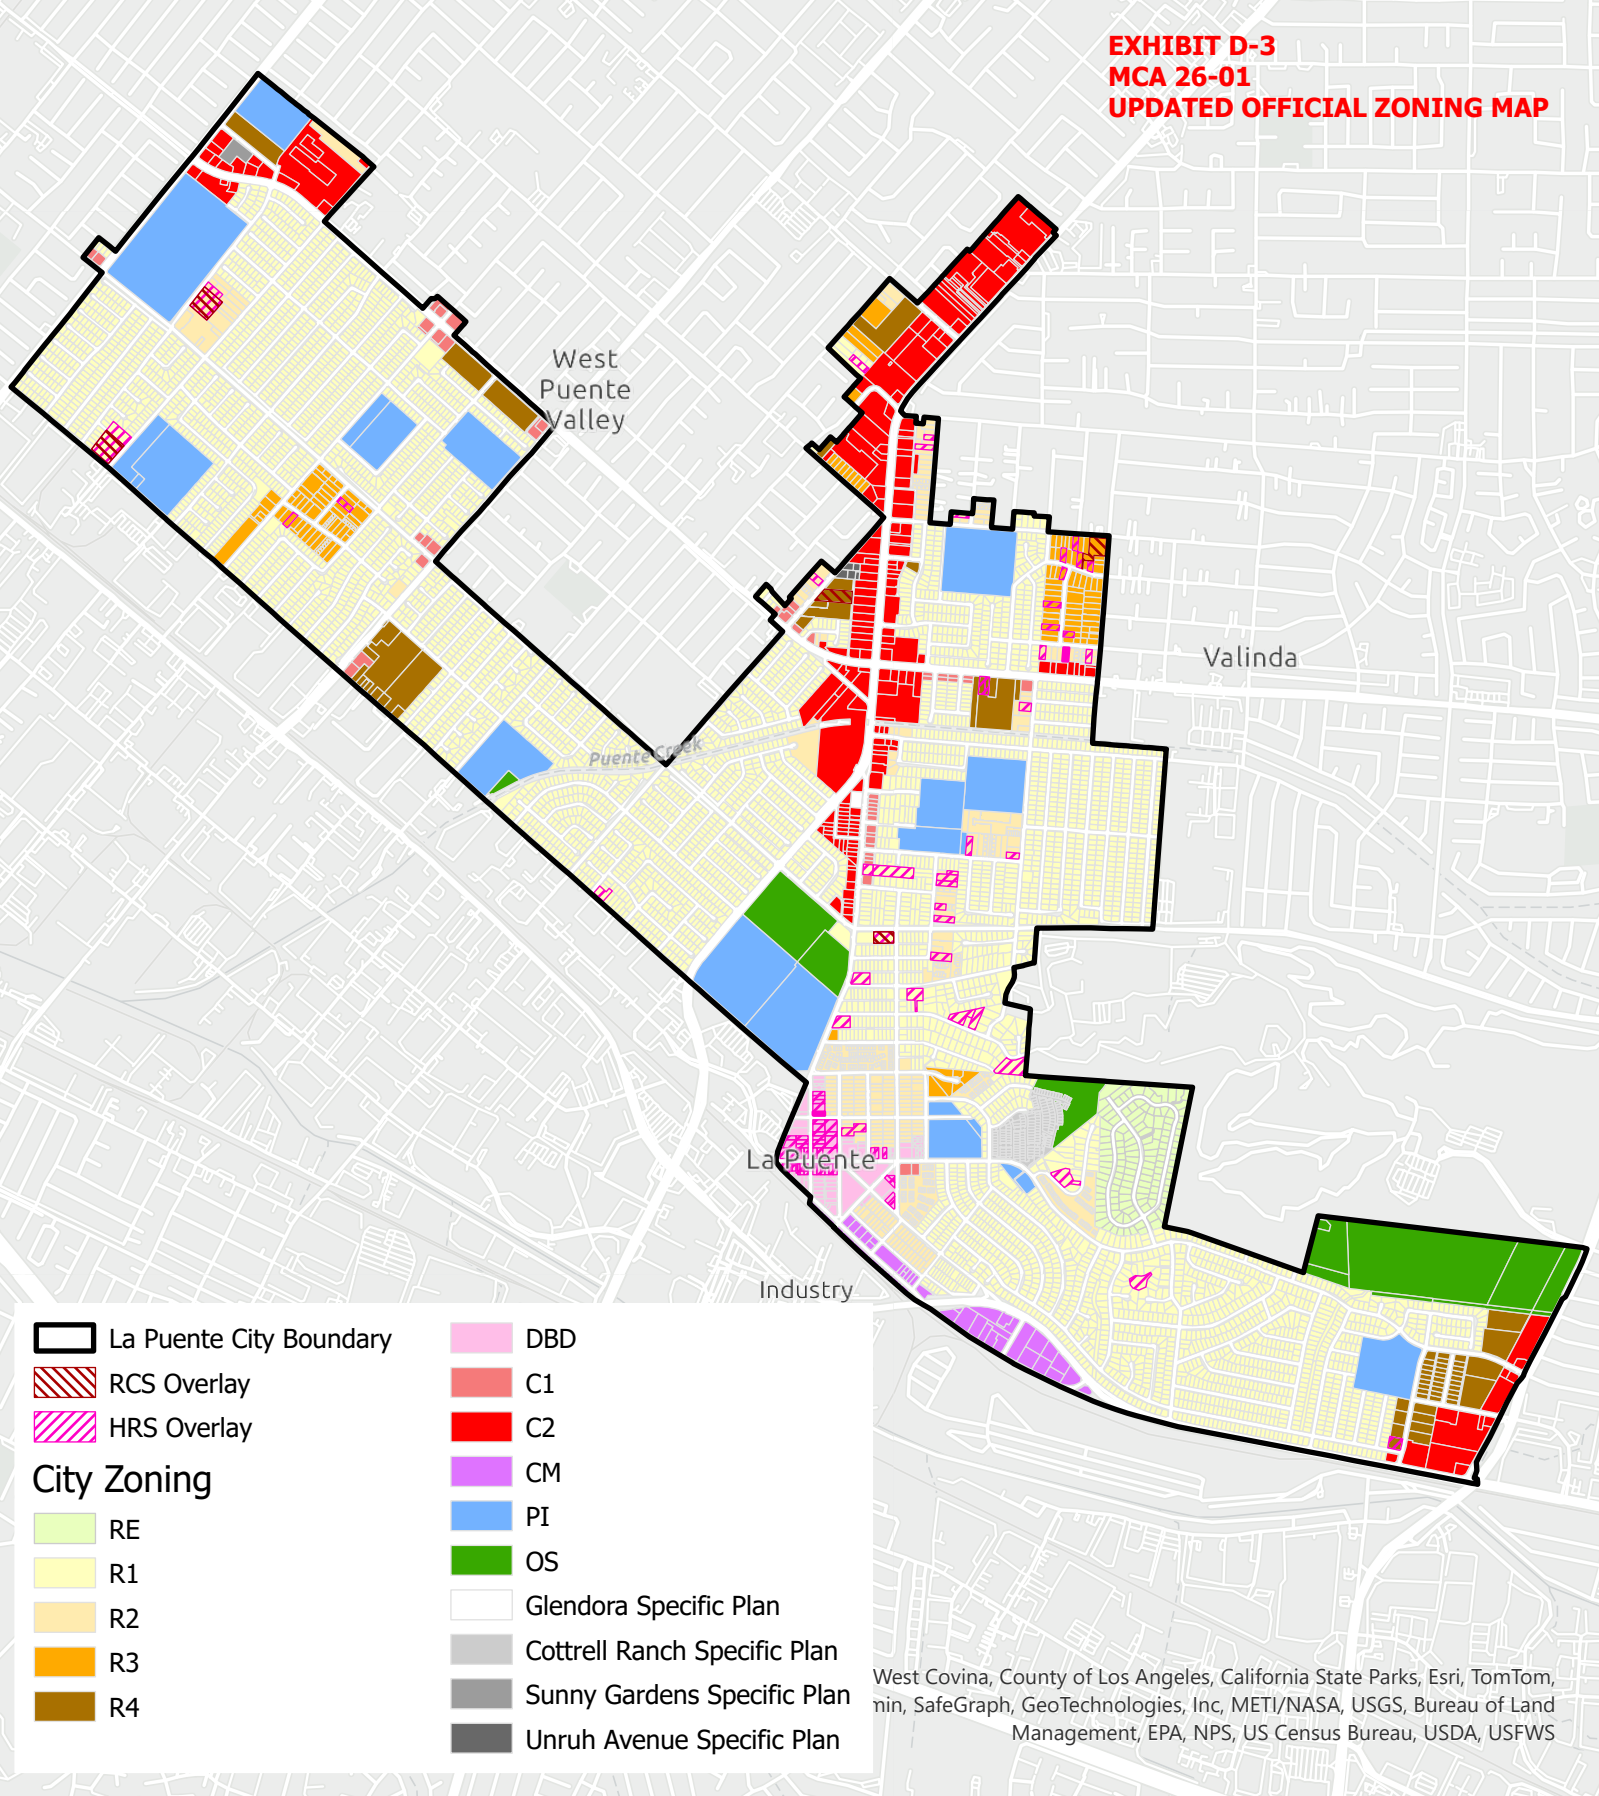 EXHIBIT D-3
MCA 26-01
UPDATED OFFICIAL ZONING MAP
West
Puente
Valley
Valinda
Puente Creek
La Puente
Industry
La Puente City Boundary
RCS Overlay
HRS Overlay
City Zoning
RE
R1
R2
R3
R4
DBD
C1
C2
CM
PI
OS
Glendora Specific Plan
Cottrell Ranch Specific Plan
Sunny Gardens Specific Plan
Unruh Avenue Specific Plan
West Covina, County of Los Angeles, California State Parks, Esri, TomTom,
SafeGraph, GeoTechnologies, Inc, METI/NASA, USGS, Bureau of Land
Management, EPA, NPS, US Census Bureau, USDA, USFWS